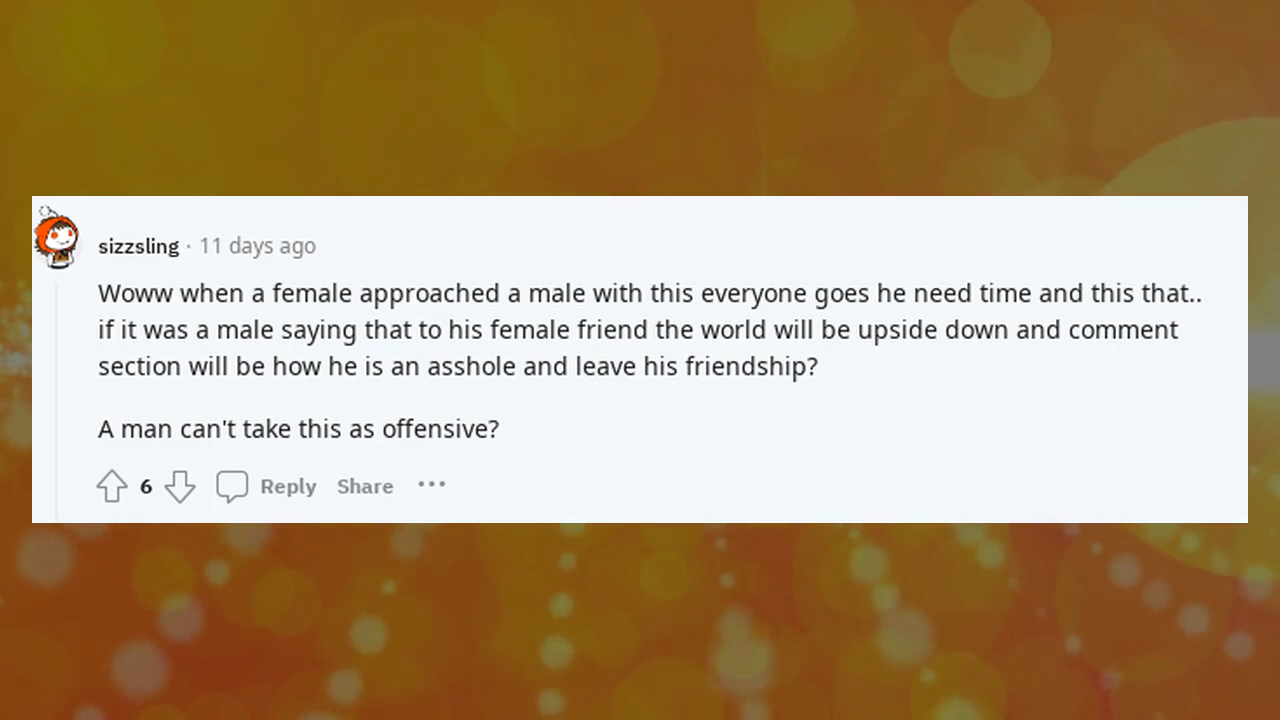 sizzsling · 11 days ago
Woww when a female approached a male with this everyone goes he need time and this that..
if it was a male saying that to his female friend the world will be upside down and comment
section will be how he is an asshole and leave his friendship?
A man can't take this as offensive?
6 Reply Share ···